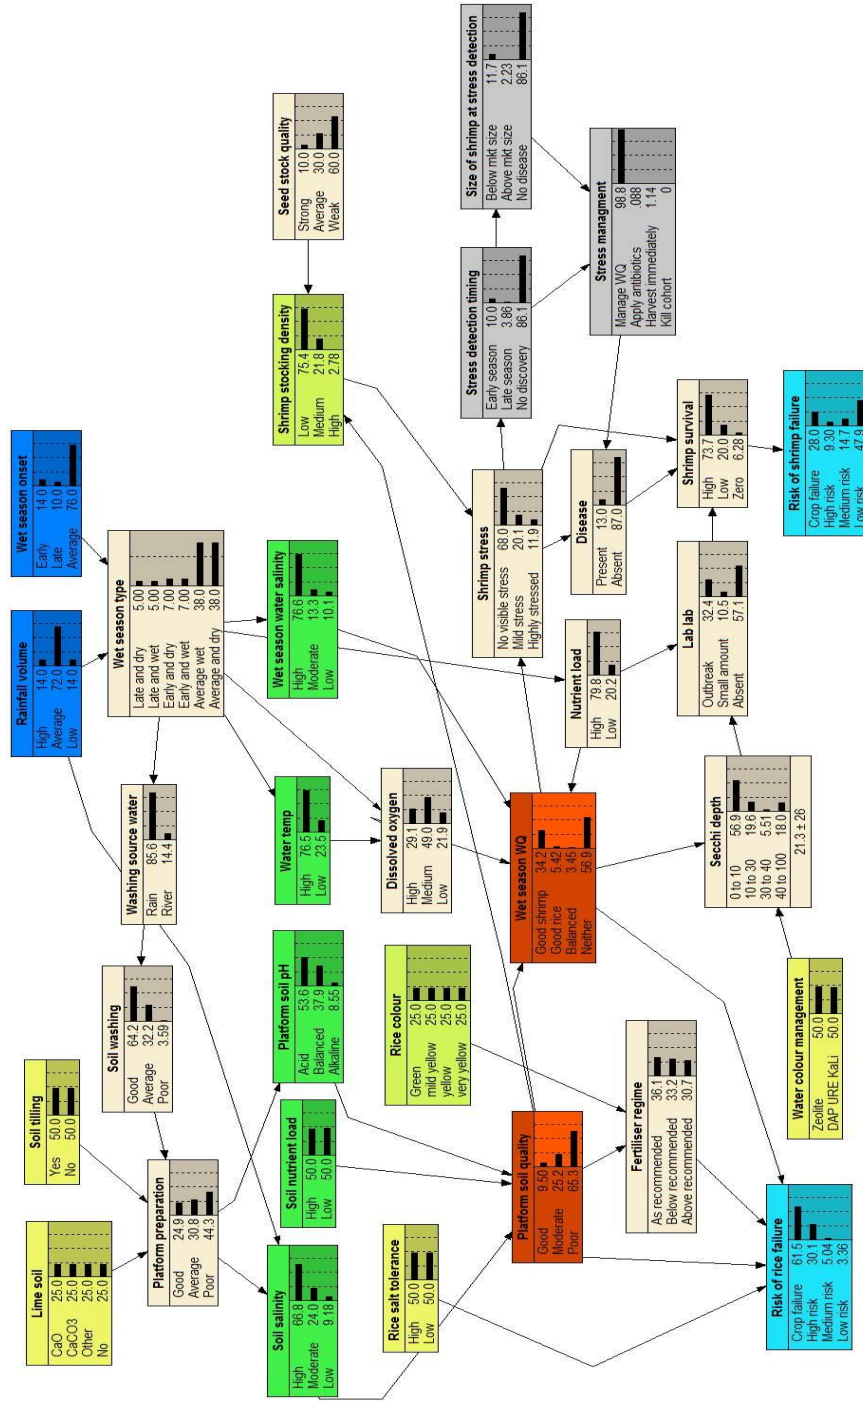 Lime soil
CaO 25.0
CaCO3 25.0
Other 25.0
No 25.0
Soil tilling
Yes 50.0
No 50.0
Soil washing
Good 64.2
Average 32.2
Poor 3.59
Washing source water
Rain 85.6
River 14.4
Rainfall volume
High 14.0
Average 72.0
Low 14.0
Wet season onset
Early 14.0
Late 10.0
Average 76.0
Wet season type
Late and dry 5.00
Late and wet 5.00
Early and dry 7.00
Early and wet 7.00
Average wet 38.0
Average and dry 38.0
Seed stock quality
Strong 10.0
Average 30.0
Weak 60.0
Platform preparation
Good 24.9
Average 30.8
Poor 44.3
Soil salinity
High 66.8
Moderate 24.0
Low 9.18
Soil nutrient load
High 50.0
Low 50.0
Platform soil pH
Acid 53.6
Balanced 37.9
Alkaline 8.55
Water temp
High 76.5
Low 23.5
Wet season water salinity
High 76.6
Moderate 13.3
Low 10.1
Shrimp stocking density
Low 75.4
Medium 21.8
High 2.78
Rice salt tolerance
High 50.0
Low 50.0
Rice colour
Green 25.0
mild yellow 25.0
yellow 25.0
very yellow 25.0
Dissolved oxygen
High 29.1
Medium 49.0
Low 21.9
Platform soil quality
Good 9.50
Moderate 25.2
Poor 65.3
Wet season WQ
Good shrimp 34.2
Good rice 5.42
Balanced 3.45
Neither 56.9
Shrimp stress
No visible stress 68.0
Mild stress 20.1
Highly stressed 11.9
Stress detection timing
Early season 10.0
Late season 3.86
No discovery 86.1
Size of shrimp at stress detection
Below mkt size 11.7
Above mkt size 2.23
No disease 86.1
Nutrient load
High 79.8
Low 20.2
Disease
Present 13.0
Absent 87.0
Stress managment
Manage WQ 98.8
Apply antibiotics .088
Harvest immediately 1.14
Kill cohort 0
Fertiliser regime
As recommended 36.1
Below recommended 33.2
Above recommended 30.7
Secchi depth
0 to 10 56.9
10 to 30 19.6
30 to 40 5.51
40 to 100 18.0
21.3 ± 26
Lab lab
Outbreak 32.4
Small amount 10.5
Absent 57.1
Shrimp survival
High 73.7
Low 20.0
Zero 6.28
Risk of rice failure
Crop failure 61.5
High risk 30.1
Medium risk 5.04
Low risk 3.36
Water colour management
Zeolite 50.0
DAP URE KaLi 50.0
Risk of shrimp failure
Crop failure 28.0
High risk 9.30
Medium risk 14.7
Low risk 47.9